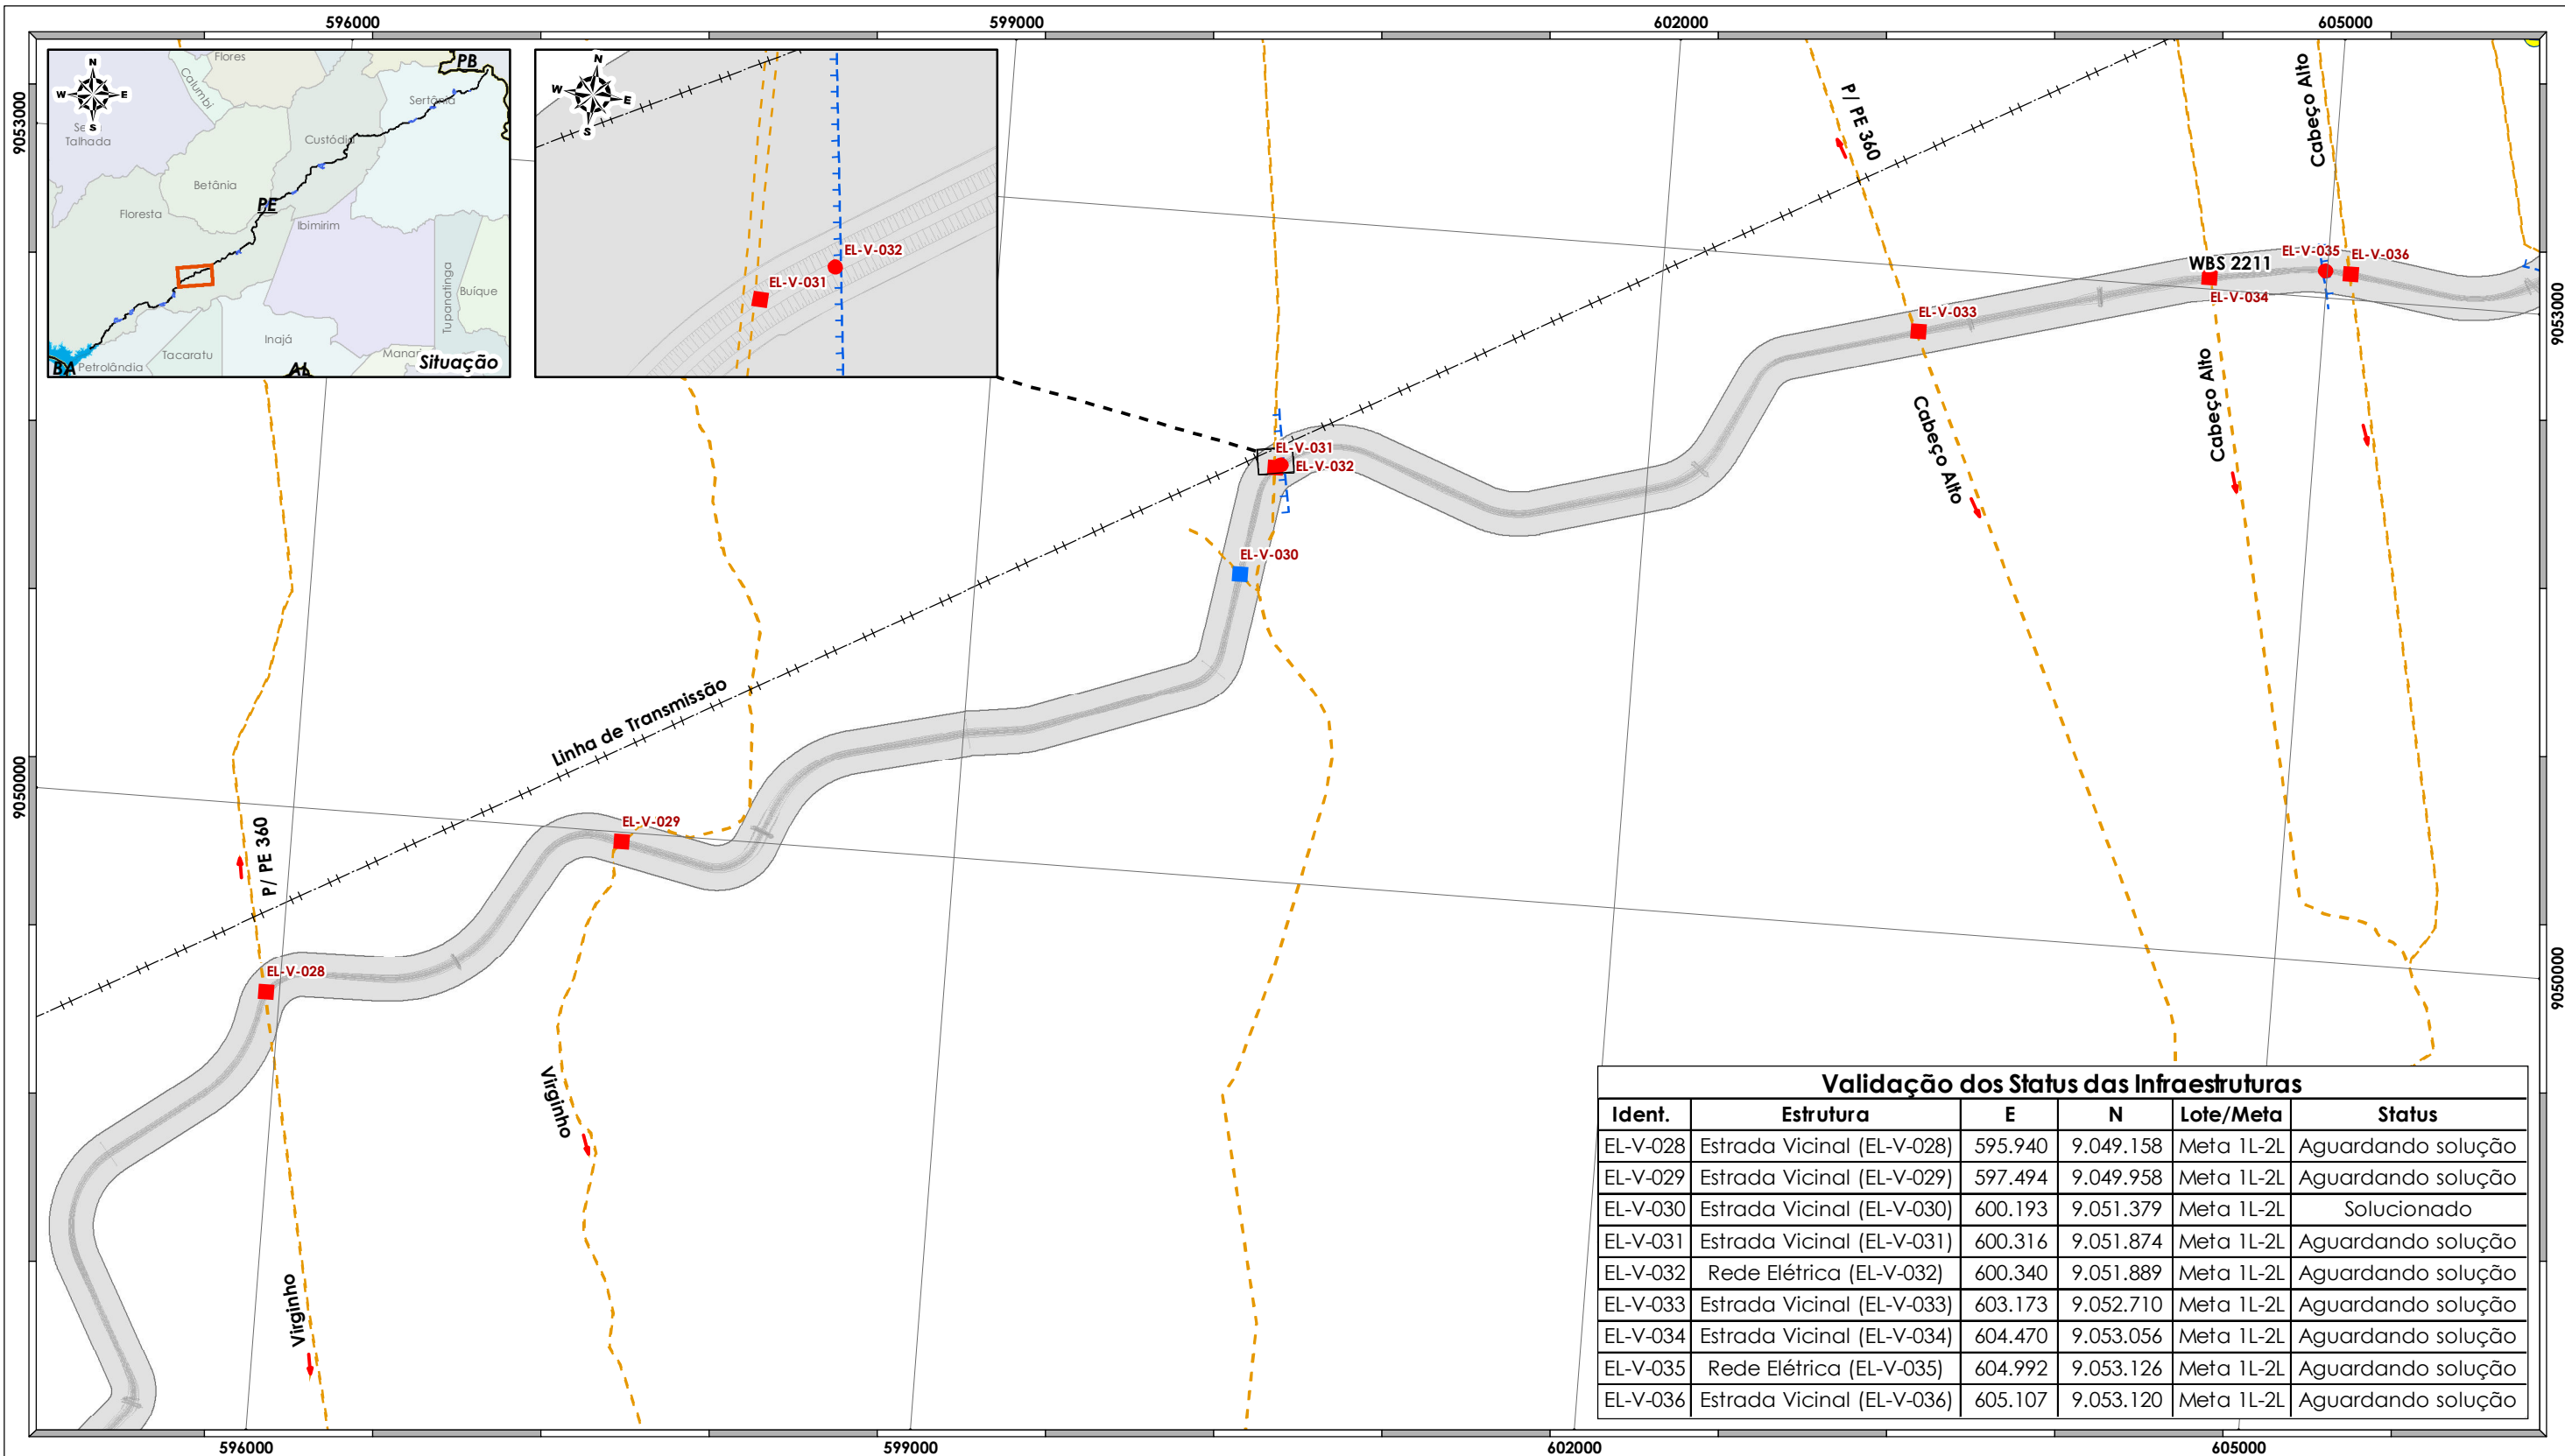 596000
599000
602000
605000
9053000
9050000
9053000
9050000
596000
599000
602000
605000
N
W
E
S
Flores
Calumbi
PB
Sertânia
Talhada
Custódia
Betânia
PE
Floresta
Ibimirim
Tupanatinga
Buíque
Inajá
Tacaratu
Manari
BA
Petrolândia
AL
Situação
N
W
E
S
EL-V-032
EL-V-031
P/ PE 360
Cabeço Alto
EL-V-035
EL-V-036
WBS 2211
EL-V-034
EL-V-033
Cabeço Alto
Cabeço Alto
EL-V-031
EL-V-032
EL-V-030
Linha de Transmissão
EL-V-029
P/ PE 360
EL-V-028
Virginho
Virginho
Validação dos Status das Infraestruturas
Ident. Estrutura E N Lote/Meta Status
EL-V-028 Estrada Vicinal (EL-V-028) 595.940 9.049.158 Meta 1L-2L Aguardando solução
EL-V-029 Estrada Vicinal (EL-V-029) 597.494 9.049.958 Meta 1L-2L Aguardando solução
EL-V-030 Estrada Vicinal (EL-V-030) 600.193 9.051.379 Meta 1L-2L Solucionado
EL-V-031 Estrada Vicinal (EL-V-031) 600.316 9.051.874 Meta 1L-2L Aguardando solução
EL-V-032 Rede Elétrica (EL-V-032) 600.340 9.051.889 Meta 1L-2L Aguardando solução
EL-V-033 Estrada Vicinal (EL-V-033) 603.173 9.052.710 Meta 1L-2L Aguardando solução
EL-V-034 Estrada Vicinal (EL-V-034) 604.470 9.053.056 Meta 1L-2L Aguardando solução
EL-V-035 Rede Elétrica (EL-V-035) 604.992 9.053.126 Meta 1L-2L Aguardando solução
EL-V-036 Estrada Vicinal (EL-V-036) 605.107 9.053.120 Meta 1L-2L Aguardando solução